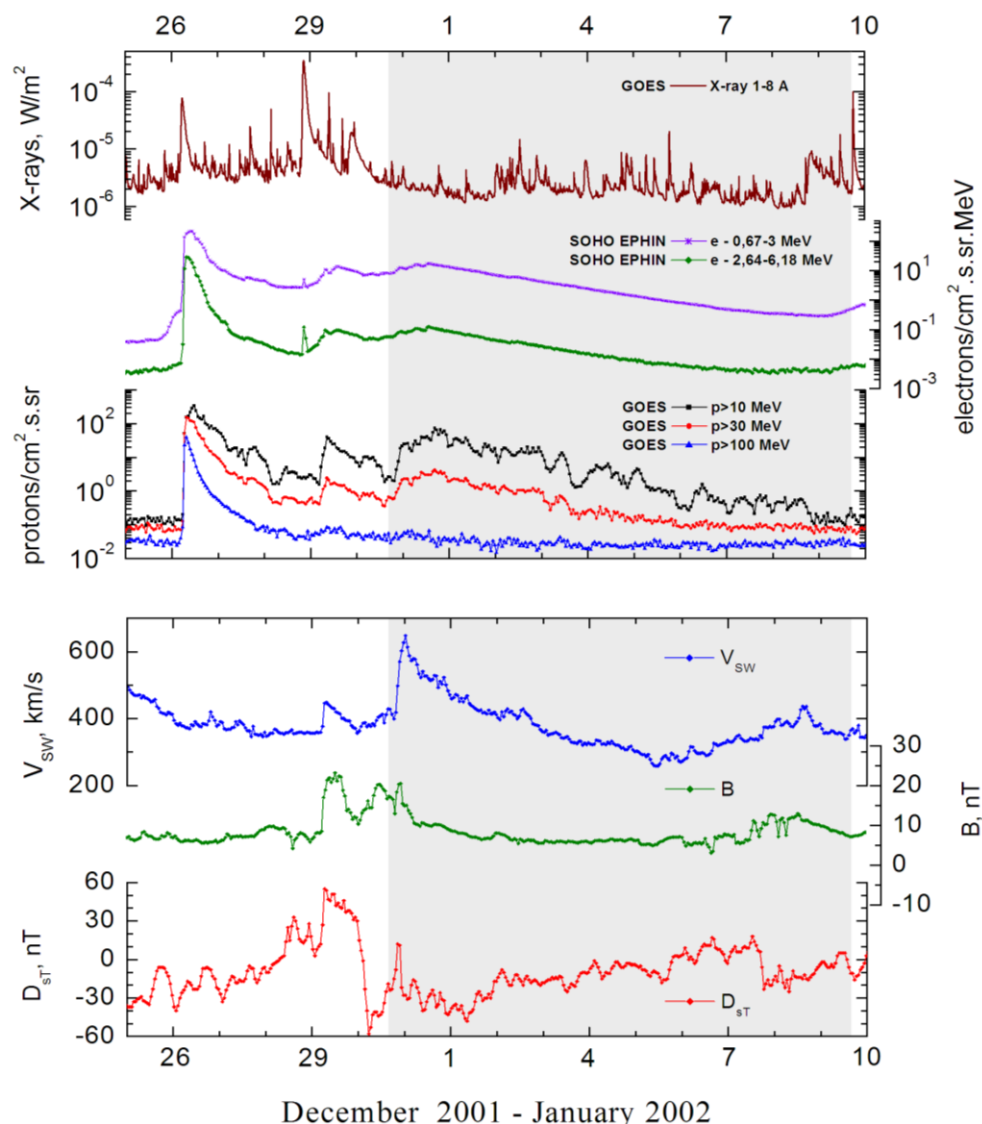 26 29 1 4 7 10
X-rays, W/m2
10-4
10-5
10-6
GOES X-ray 1-8 A
SOHO EPHIN e - 0,67-3 MeV
SOHO EPHIN e - 2,64-6,18 MeV
electrons/cm2.s.sr.MeV
101
10-1
10-3
protons/cm2.s.sr
102
100
10-2
GOES p>10 MeV
GOES p>30 MeV
GOES p>100 MeV
VSW, km/s
600
400
200
VSW
B, nT
30
20
10
0
-10
B
DST, nT
60
30
0
-30
-60
DST
26 29 1 4 7 10
December 2001 - January 2002